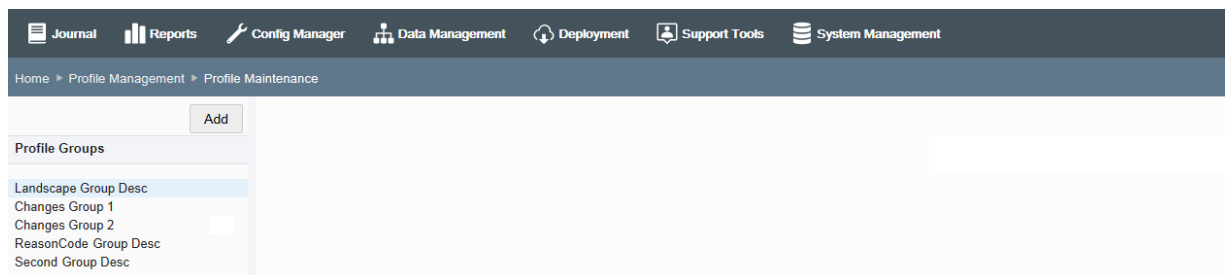 Journal Reports Config Manager Data Management Deployment Support Tools System Management
Home Profile Management Profile Maintenance
Add
Profile Groups
Landscape Group Desc
Changes Group 1
Changes Group 2
ReasonCode Group Desc
Second Group Desc